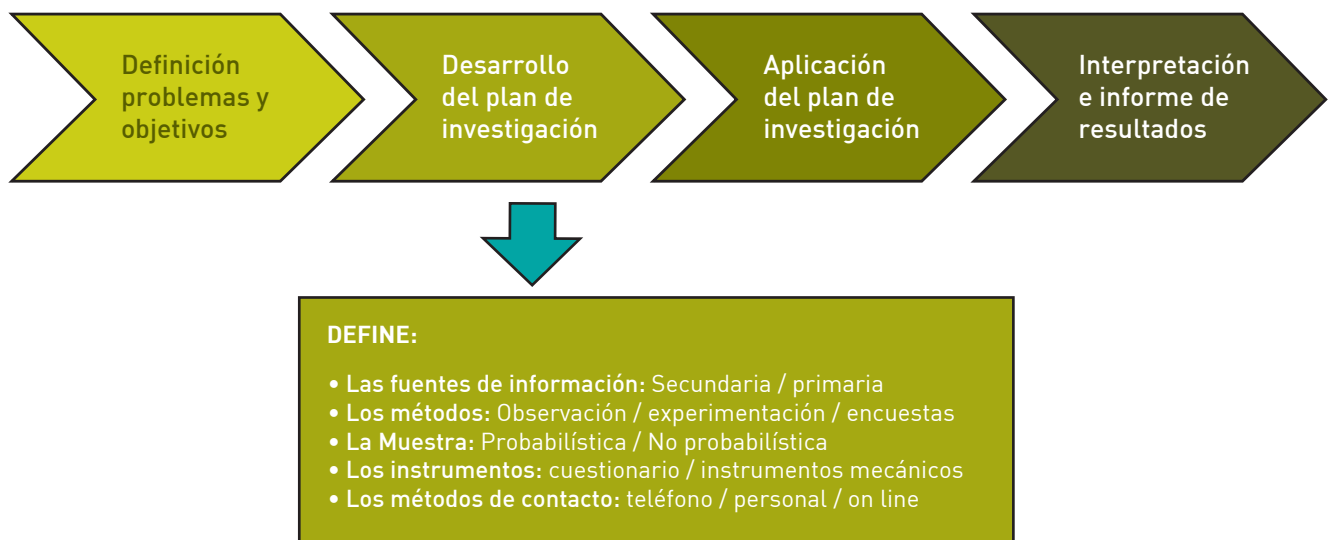 Definición
problemas y
objetivos
Desarrollo
del plan de
investigación
Aplicación
del plan de
investigación
Interpretación
e informe de
resultados
DEFINE:
• Las fuentes de información: Secundaria / primaria
• Los métodos: Observación / experimentación / encuestas
• La Muestra: Probabilística / No probabilística
• Los instrumentos: cuestionario / instrumentos mecánicos
• Los métodos de contacto: teléfono / personal / on line